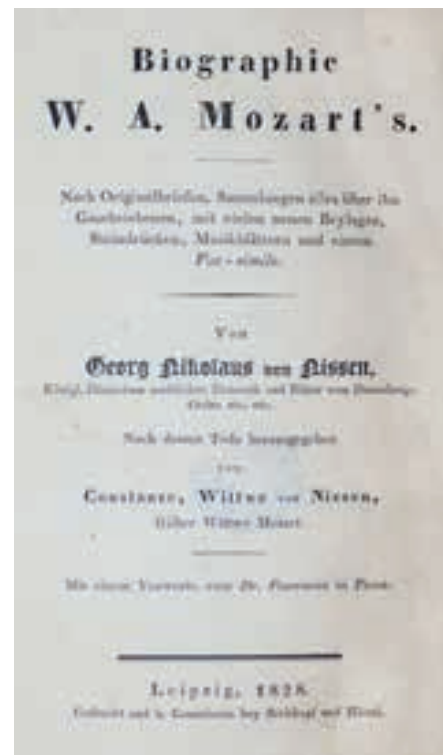 Biographie
W. A. Mozart's.
Nach Originalbriefen, Sammlungen alles über ihn
Geschriebenen, mit vielen neuen Beylagen,
Steindrücken, Musikblättern und einem
Fac-simile.
Von
Georg Nikolaus von Nissen,
Nach dessen Tode herausgegeben
von
Constanze, Wittwe von Nissen,
früher Wittwe Mozart.
Mit einem Vorworte vom Dr.
Leipzig, 1828.